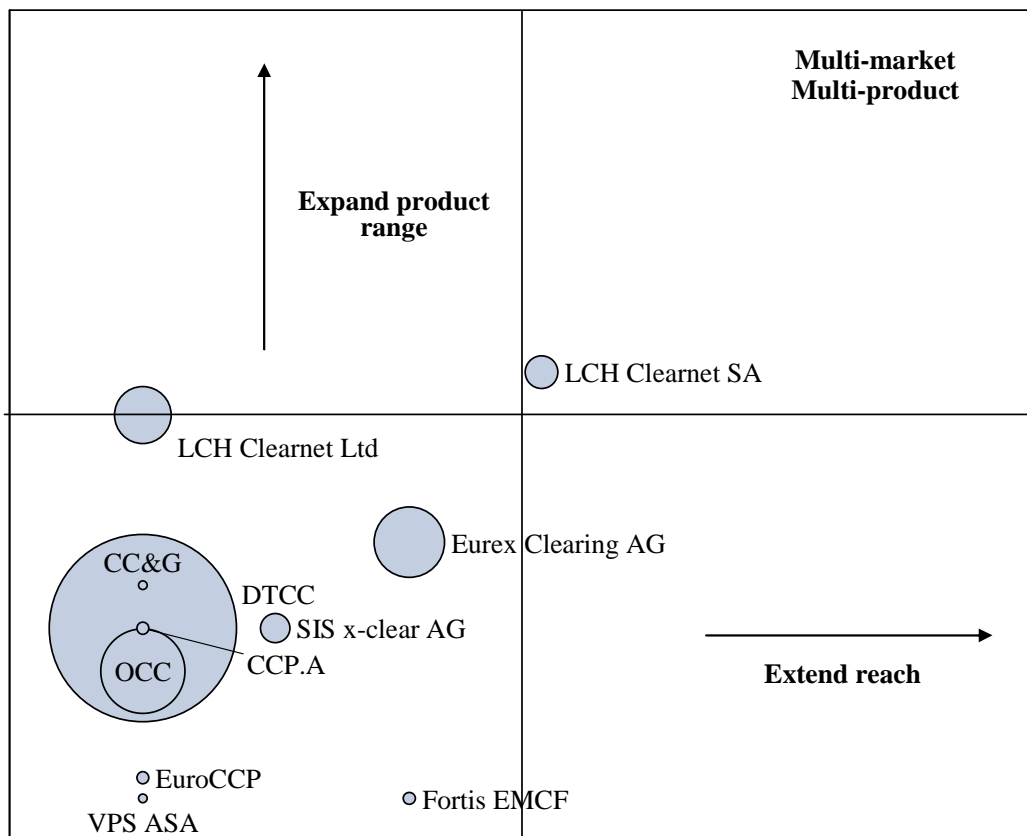 Multi-market
Multi-product
Expand product
range
LCH Clearnet SA
LCH Clearnet Ltd
Eurex Clearing AG
CC&G
DTCC
SIS x-clear AG
CCP.A
OCC
Extend reach
EuroCCP
VPS ASA
Fortis EMCF